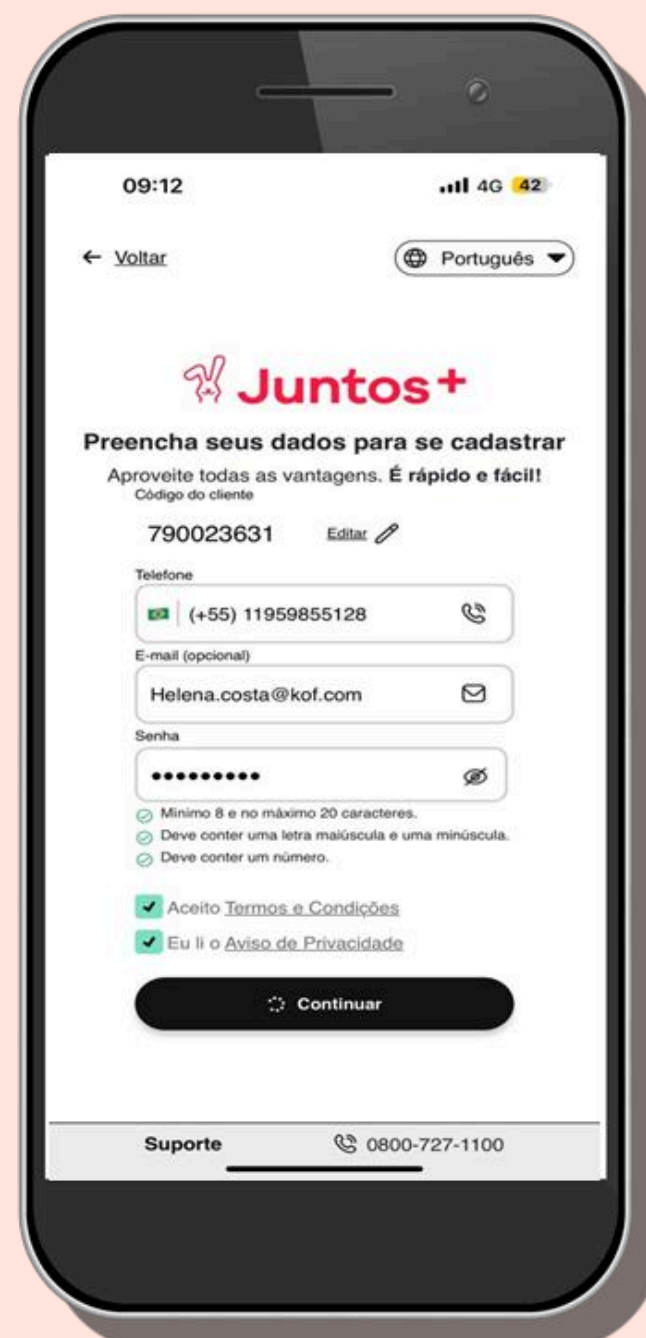 09:12 4G 42
← Voltar Português
Juntos+
Preencha seus dados para se cadastrar
Aproveite todas as vantagens. É rápido e fácil!
Código do cliente
790023631 Editar
Telefone
(+55) 11959855128
E-mail (opcional)
Helena.costa@kof.com
Senha
•••••••••
Minimo 8 e no máximo 20 caracteres.
Deve conter uma letra maiúscula e uma minúscula.
Deve conter um número.
Aceito Termos e Condições
Eu li o Aviso de Privacidade
Continuar
Suporte 0800-727-1100